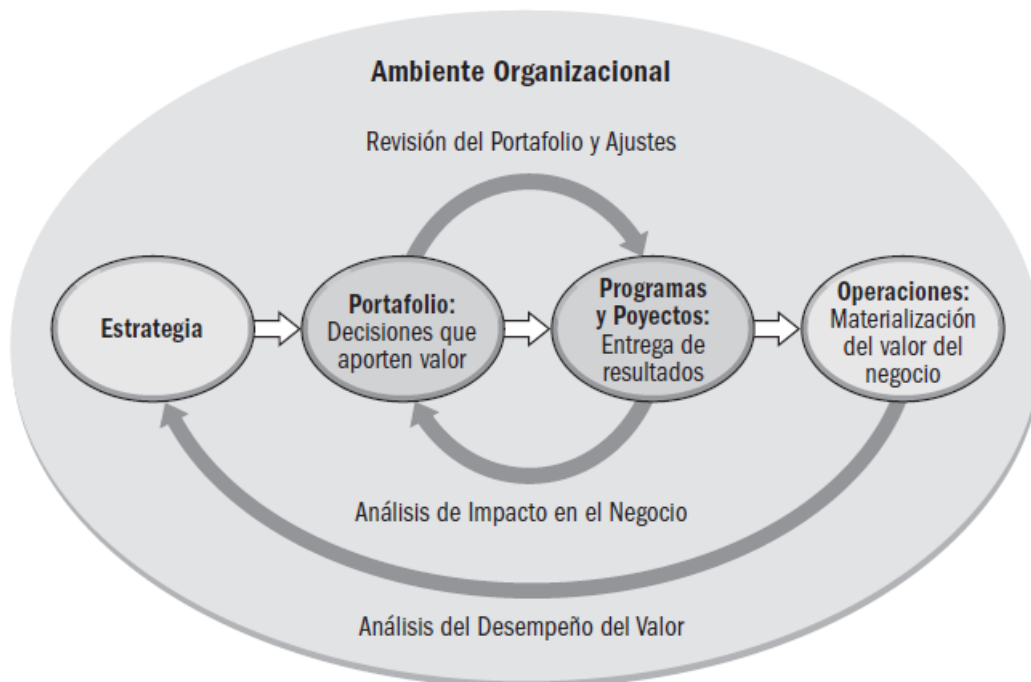 Ambiente Organizacional
Revisión del Portafolio y Ajustes
Estrategia
Portafolio:
Decisiones que
aporten valor
Programas
y Poyectos:
Entrega de
resultados
Operaciones:
Materialización
del valor del
negocio
Análisis de Impacto en el Negocio
Análisis del Desempeño del Valor